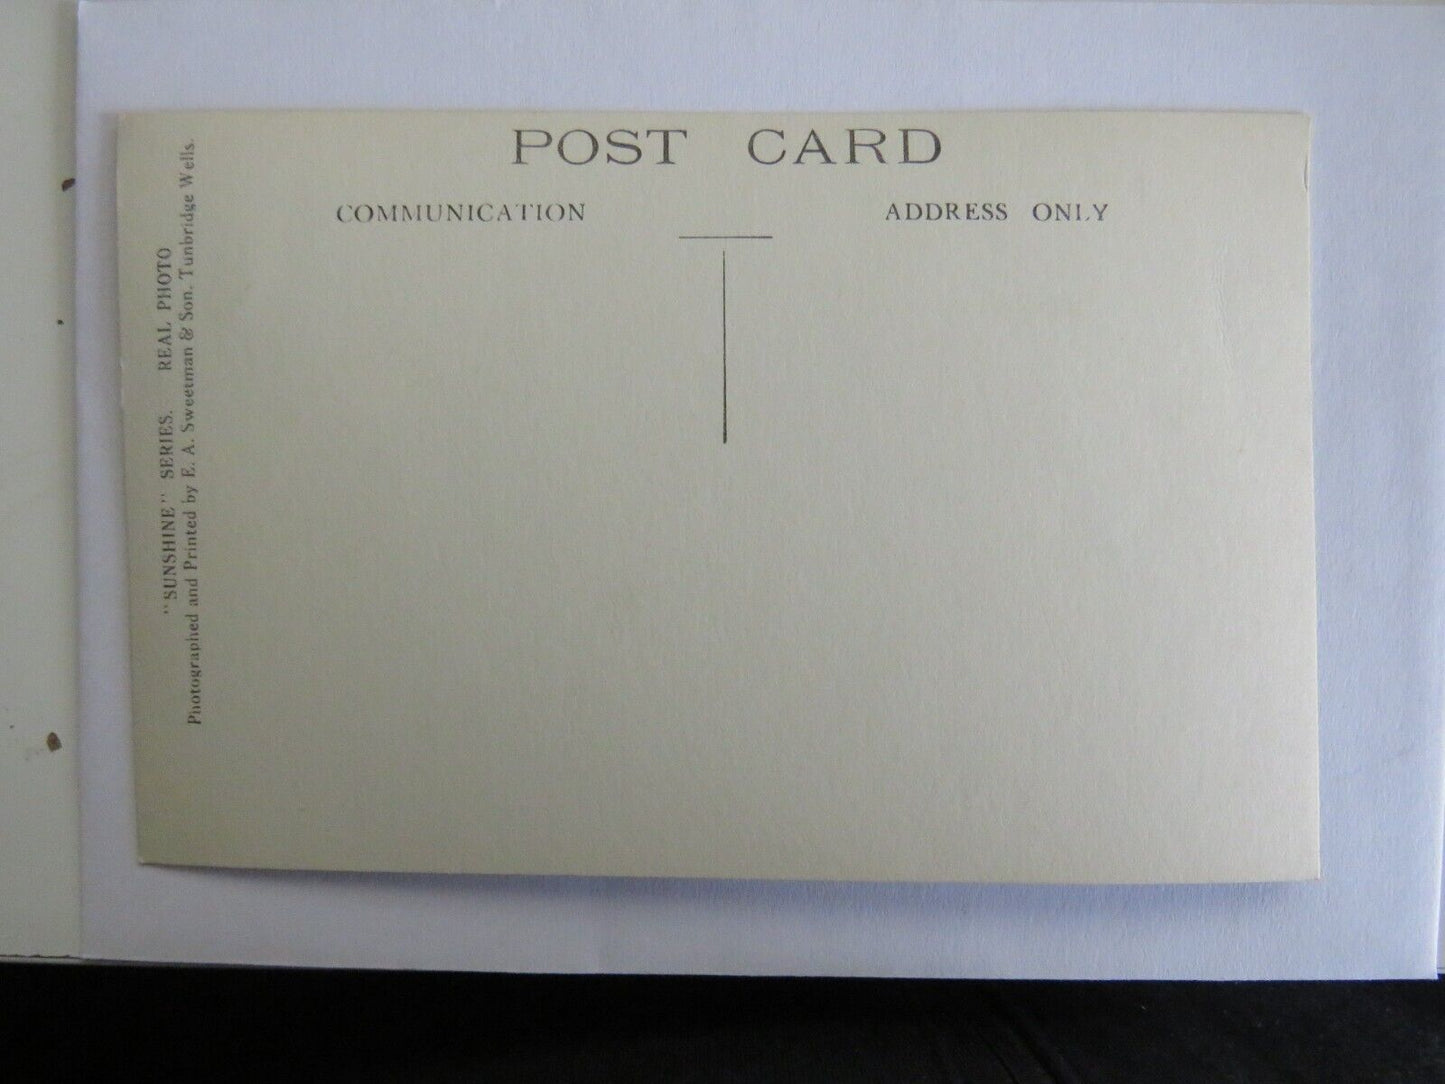 POST CARD
COMMUNICATION
ADDRESS ONLY
"SUNSHINE" SERIES. REAL PHOTO
Photographed and Printed by E. A. Sweetman & Son. Tunbridge Wells.